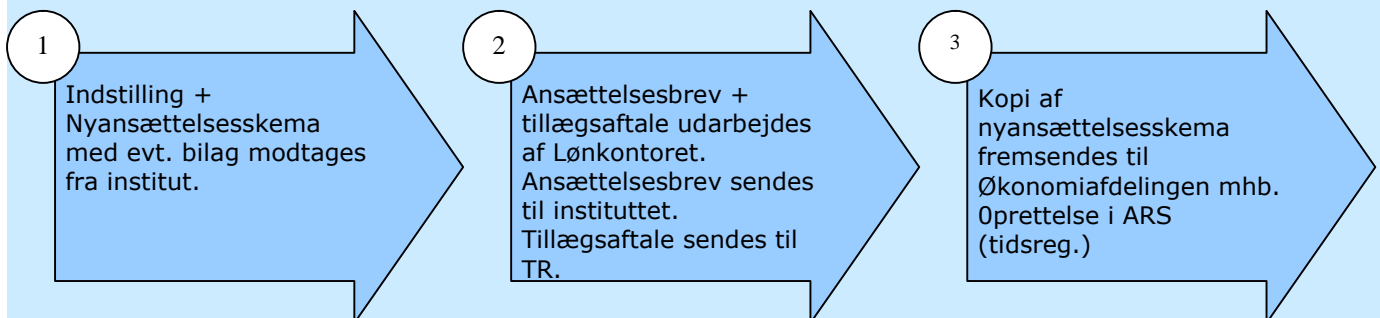 1
Indstilling +
Nyansættelsesskema
med evt. bilag modtages
fra institut.
2
Ansættelsesbrev +
tillægsaftale udarbejdes
af Lønkontoret.
Ansættelsesbrev sendes
til instituttet.
Tillægsaftale sendes til
TR.
3
Kopi af
nyansættelsesskema
fremsendes til
Økonomiafdelingen mhb.
0prettelse i ARS
(tidsreg.)